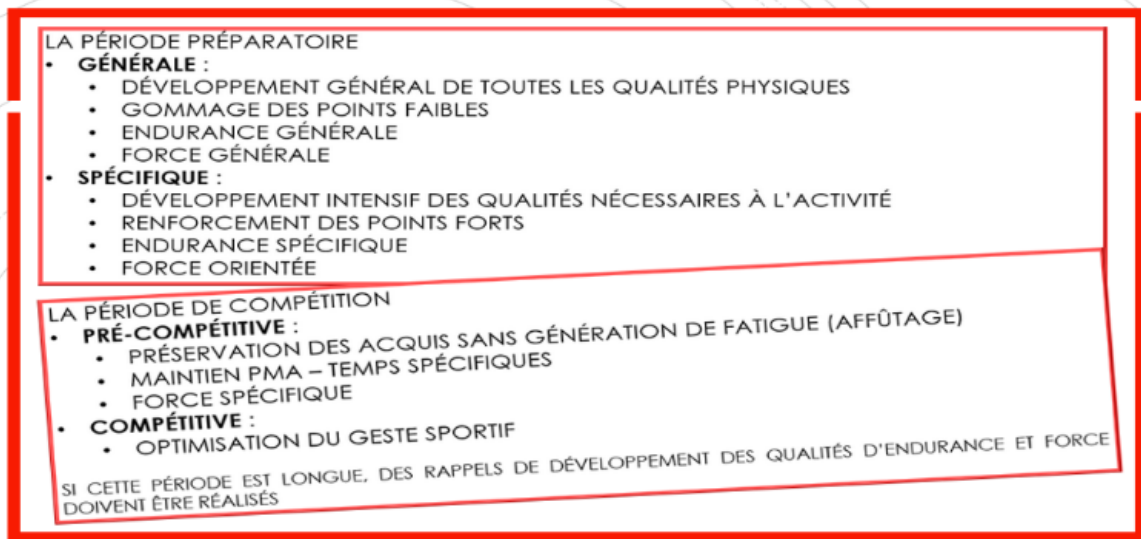 LA PÉRIODE PRÉPARATOIRE
• GÉNÉRALE :
• DÉVELOPPEMENT GÉNÉRAL DE TOUTES LES QUALITÉS PHYSIQUES
• GOMMAGE DES POINTS FAIBLES
• ENDURANCE GÉNÉRALE
• FORCE GÉNÉRALE
• SPÉCIFIQUE :
• DÉVELOPPEMENT INTENSIF DES QUALITÉS NÉCESSAIRES À L'ACTIVITÉ
• RENFORCEMENT DES POINTS FORTS
• ENDURANCE SPÉCIFIQUE
• FORCE ORIENTÉE
LA PÉRIODE DE COMPÉTITION
• PRÉ-COMPÉTITIVE :
• PRÉSERVATION DES ACQUIS SANS GÉNÉRATION DE FATIGUE (AFFÛTAGE)
• MAINTIEN PMA – TEMPS SPÉCIFIQUES
• FORCE SPÉCIFIQUE
• COMPÉTITIVE :
• OPTIMISATION DU GESTE SPORTIF
SI CETTE PÉRIODE EST LONGUE, DES RAPPELS DE DÉVELOPPEMENT DES QUALITÉS D'ENDURANCE ET FORCE
DOIVENT ÊTRE RÉALISÉS